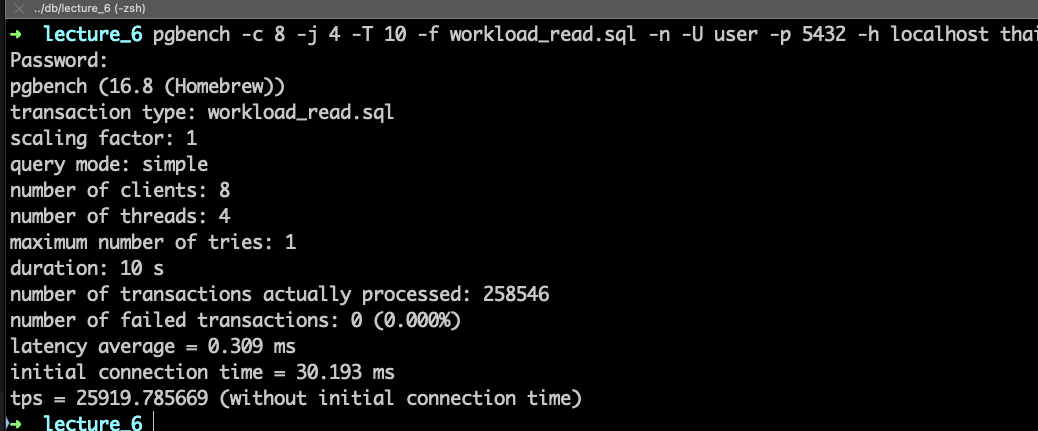 ../db/lecture_6 (-zsh)
➜ lecture_6 pgbench -c 8 -j 4 -T 10 -f workload_read.sql -n -U user -p 5432 -h localhost thai
Password:
pgbench (16.8 (Homebrew))
transaction type: workload_read.sql
scaling factor: 1
query mode: simple
number of clients: 8
number of threads: 4
maximum number of tries: 1
duration: 10 s
number of transactions actually processed: 258546
number of failed transactions: 0 (0.000%)
latency average = 0.309 ms
initial connection time = 30.193 ms
tps = 25919.785669 (without initial connection time)
➜ lecture_6